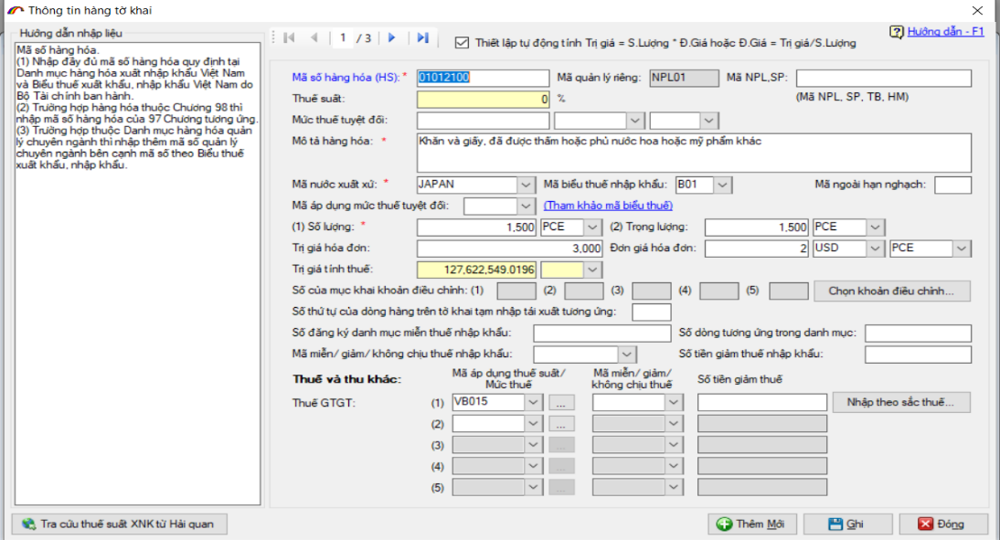 Thông tin hàng tờ khai
Hướng dẫn nhập liệu
Mã số hàng hóa.
(1) Nhập đầy đủ mã số hàng hóa quy định tại
Danh mục hàng hóa xuất nhập khẩu Việt Nam
và Biểu thuế xuất khẩu, nhập khẩu Việt Nam do
Bộ Tài chính ban hành.
(2) Trường hợp hàng hóa thuộc Chương 98 thì
nhập mã số hàng hóa của 97 Chương tương ứng.
(3) Trường hợp thuộc Danh mục hàng hóa quản
lý chuyên ngành thì nhập thêm mã số quản lý
chuyên ngành bên cạnh mã số theo Biểu thuế
xuất khẩu, nhập khẩu.
1 / 3
Thiết lập tự động tính Trị giá = S.Lượng * Đ.Giá hoặc Đ.Giá = Trị giá/S.Lượng
Hướng dẫn - F1
Mã số hàng hóa (HS): * 01012100 Mã quản lý riêng: NPL01 Mã NPL,SP:
Thuế suất: 0 % (Mã NPL, SP, TB, HM)
Mức thuế tuyệt đối:
Mô tả hàng hóa: * Khăn và giấy, đã được thấm hoặc phủ nước hoa hoặc mỹ phẩm khác
Mã nước xuất xứ: * JAPAN Mã biểu thuế nhập khẩu: B01 Mã ngoài hạn nghạch:
Mã áp dụng mức thuế tuyệt đối: (Tham khảo mã biểu thuế)
(1) Số lượng: * 1,500 PCE (2) Trọng lượng: 1,500 PCE
Trị giá hóa đơn: 3,000 Đơn giá hóa đơn: 2 USD PCE
Trị giá tính thuế: 127,622,549.0196
Số của mục khai khoản điều chỉnh: (1) (2) (3) (4) (5) Chọn khoản điều chỉnh...
Số thứ tự của dòng hàng trên tờ khai tạm nhập tái xuất tương ứng:
Số đăng ký danh mục miễn thuế nhập khẩu: Số dòng tương ứng trong danh mục:
Mã miễn/ giảm/ không chịu thuế nhập khẩu: Số tiền giảm thuế nhập khẩu:
Thuế và thu khác: Mã áp dụng thuế suất/ Mã miễn/ giảm/ Số tiền giảm thuế
Mức thuế không chịu thuế
Thuế GTGT: (1) VB015 ... Nhập theo sắc thuế...
(2) ...
(3) ...
(4) ...
(5) ...
Tra cứu thuế suất XNK từ Hải quan Thêm Mới Ghi Đóng